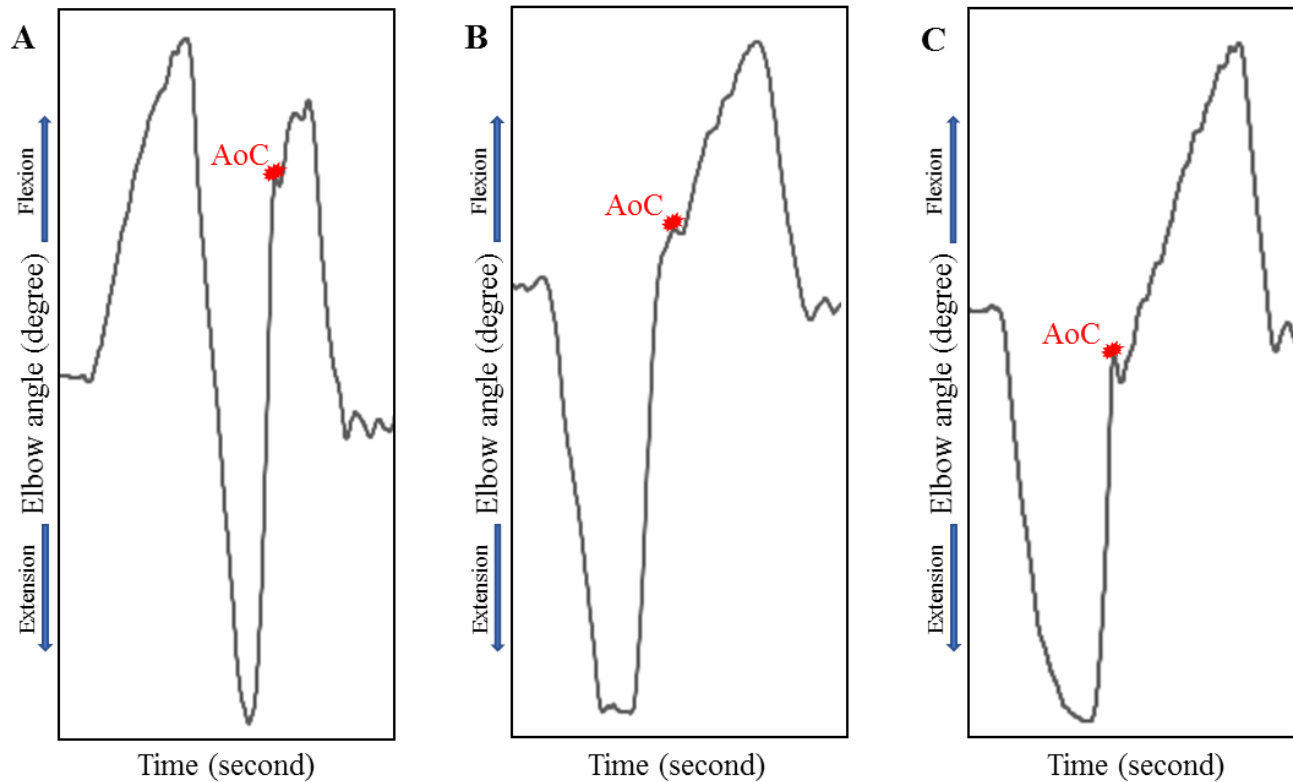 A
Flexion
Elbow angle (degree)
Extension
AoC
Time (second)
B
Flexion
Elbow angle (degree)
Extension
AoC
Time (second)
C
Flexion
Elbow angle (degree)
Extension
AoC
Time (second)